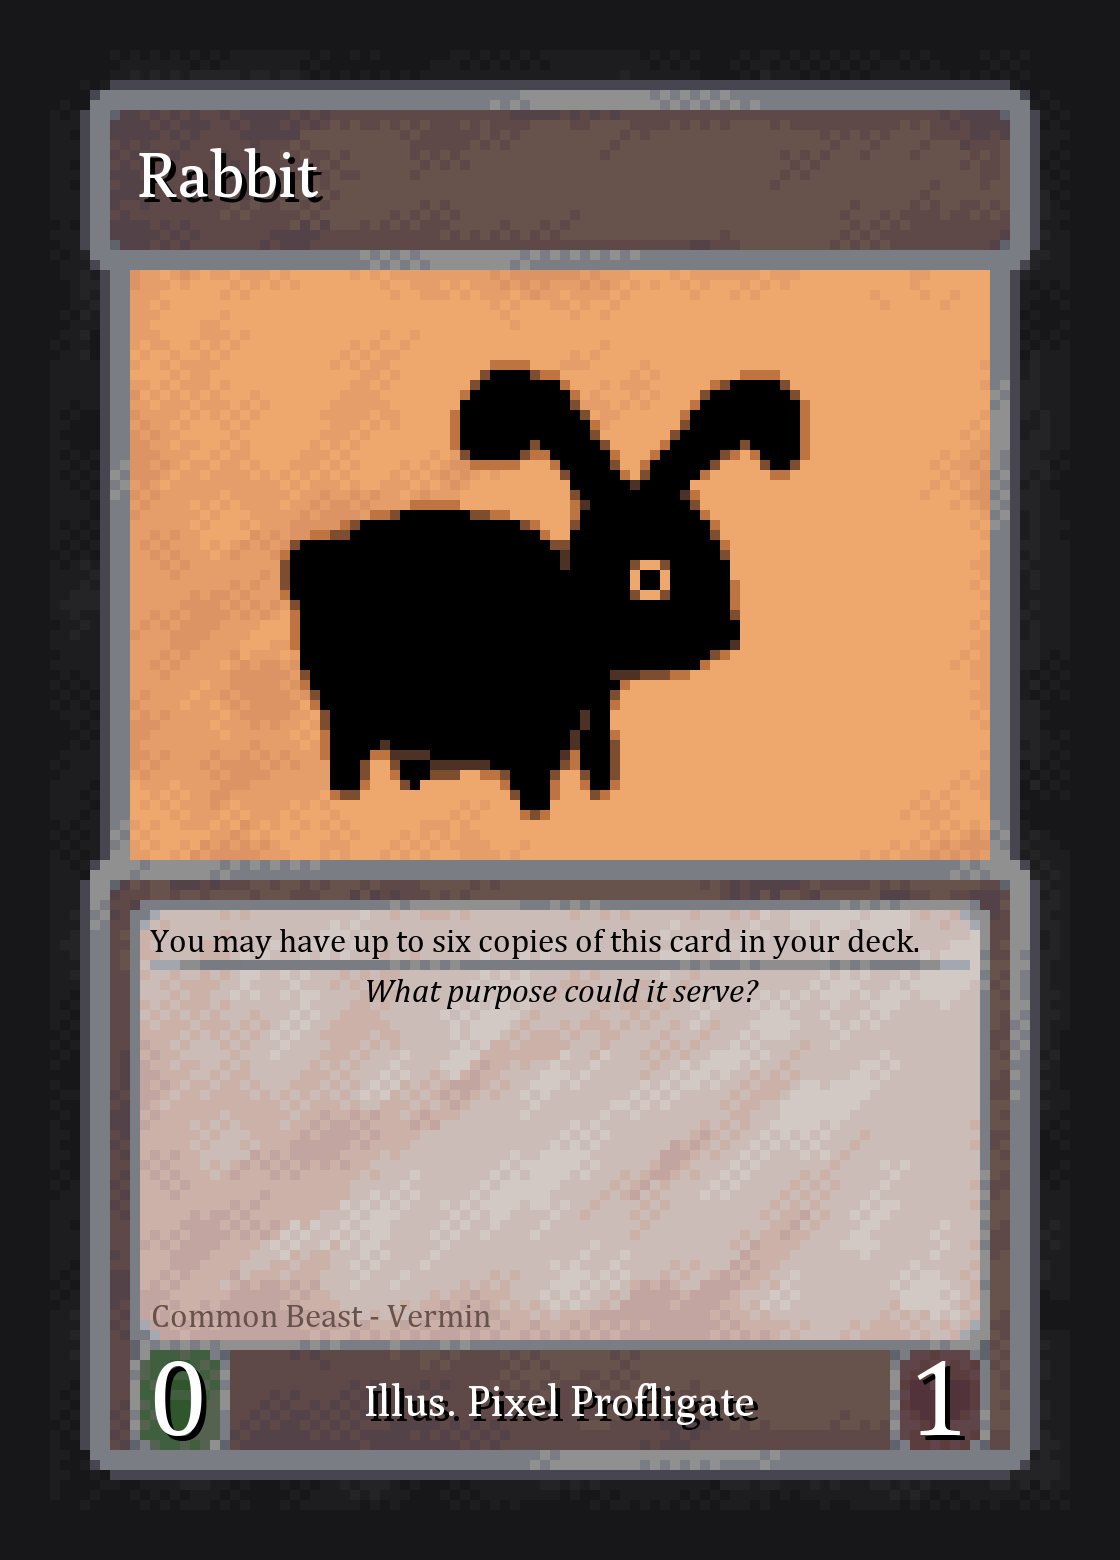 Rabbit
You may have up to six copies of this card in your deck.
What purpose could it serve?
Common Beast - Vermin
0
Illus. Pixel Profligate
1